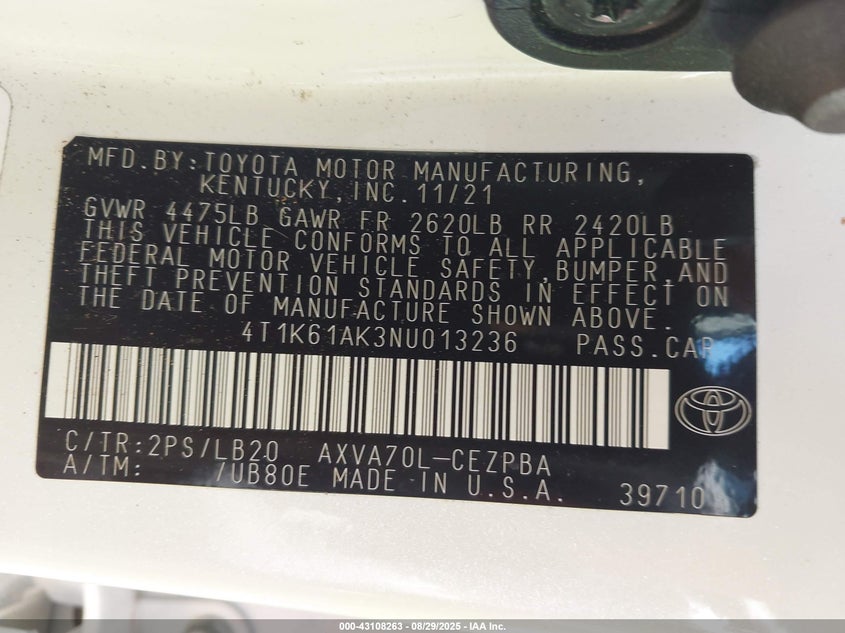 MFD.BY:TOYOTA MOTOR MANUFACTURING,
KENTUCKY,INC.11/21
GVWR 4475LB GAWR FR 2620LB RR 2420LB
THIS VEHICLE CONFORMS TO ALL APPLICABLE
FEDERAL MOTOR VEHICLE SAFETY,BUMPER,AND
THEFT PREVENTION STANDARDS IN EFFECT ON
THE DATE OF MANUFACTURE SHOWN ABOVE.
4T1K61AK3NU013236 PASS.CAR
C/TR:2PS/LB20 AXVA70L-CEZPBA
A/TM: /UB80E MADE IN U.S.A. 39710
000-43108263 - 08/29/2025 - IAA Inc.